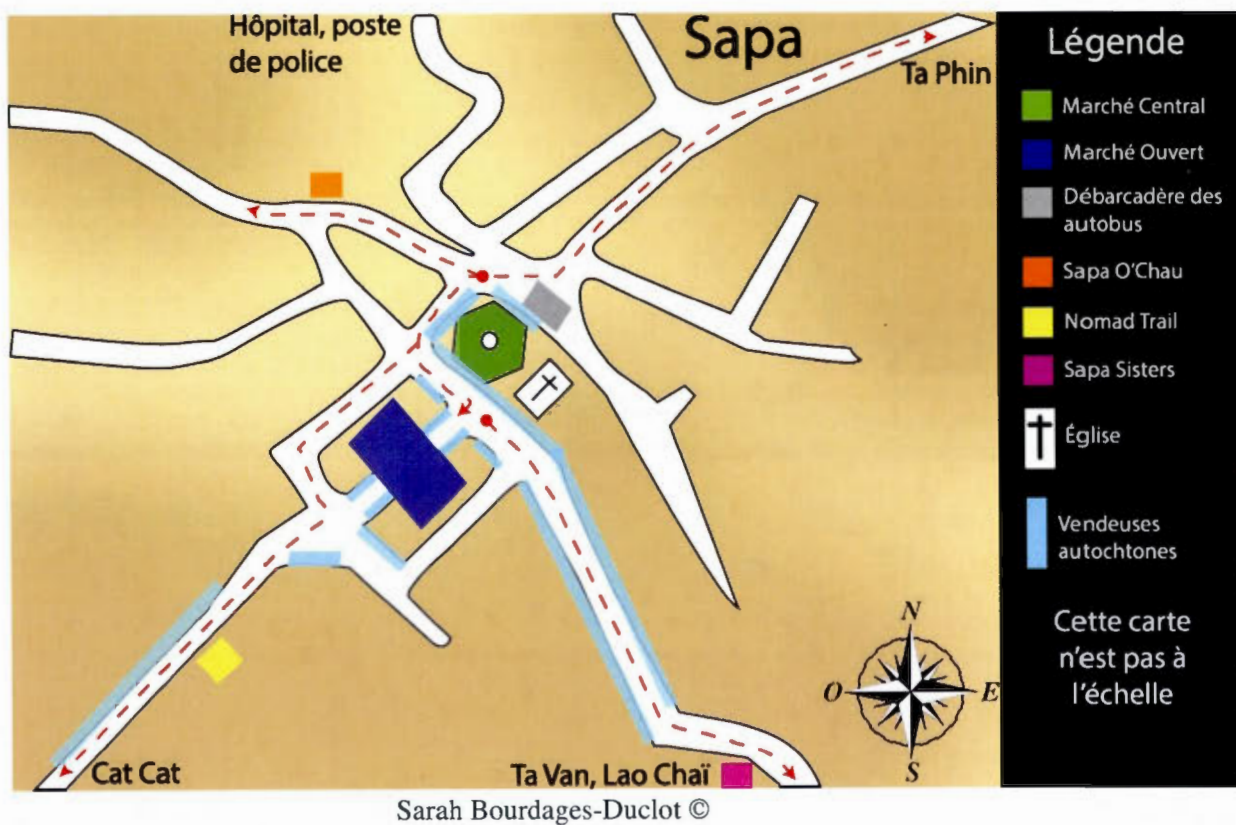 Hôpital, poste
de police
Sapa
Ta Phin
Cat Cat
Ta Van, Lao Chaï
N
O
E
S
Légende
Marché Central
Marché Ouvert
Débarcadère des
autobus
Sapa O'Chau
Nomad Trail
Sapa Sisters
Église
Vendeuses
autochtones
Cette carte
n'est pas à
l'échelle
Sarah Bourdages-Duclot ©